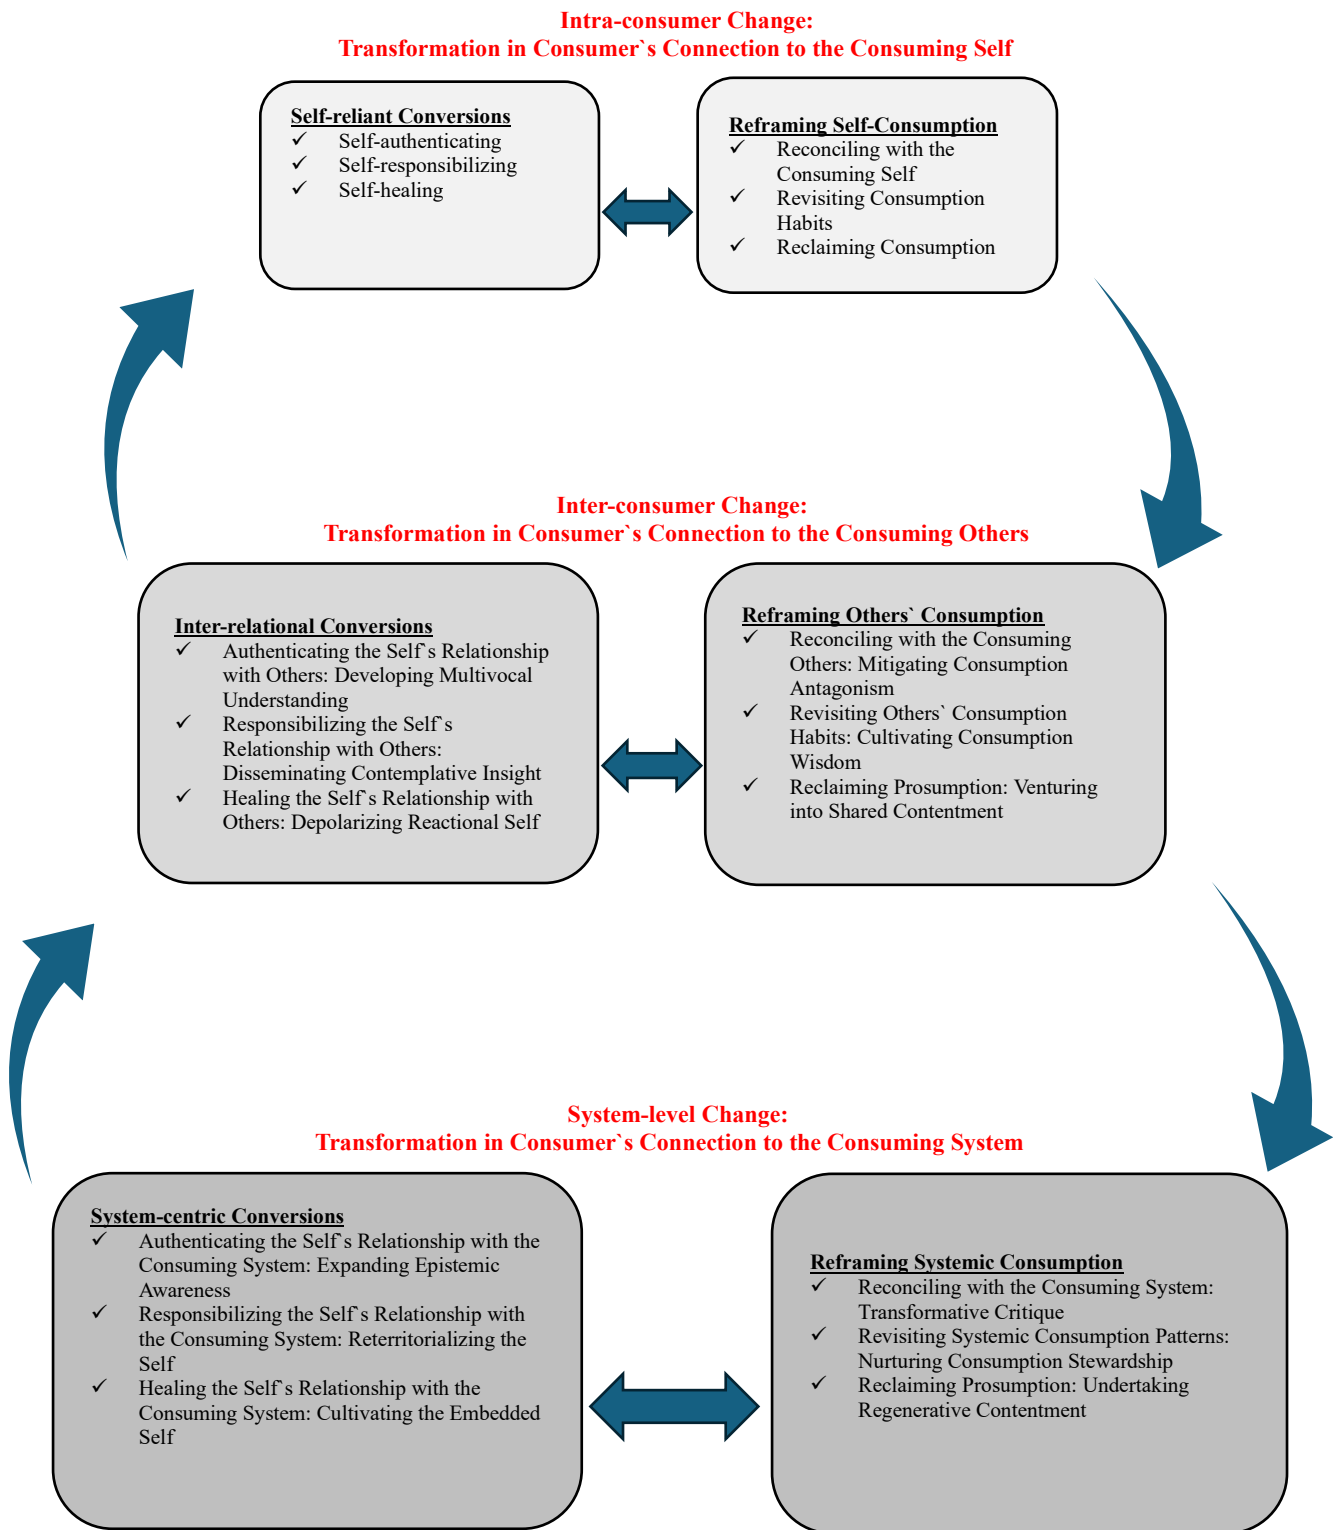 Intra-consumer Change:
Transformation in Consumer`s Connection to the Consuming Self
Self-reliant Conversions
✓ Self-authenticating
✓ Self-responsibilizing
✓ Self-healing
Reframing Self-Consumption
✓ Reconciling with the
Consuming Self
✓ Revisiting Consumption
Habits
✓ Reclaiming Consumption
Inter-consumer Change:
Transformation in Consumer`s Connection to the Consuming Others
Inter-relational Conversions
✓ Authenticating the Self`s Relationship
with Others: Developing Multivocal
Understanding
✓ Responsibilizing the Self`s
Relationship with Others:
Disseminating Contemplative Insight
✓ Healing the Self`s Relationship with
Others: Depolarizing Reactional Self
Reframing Others` Consumption
✓ Reconciling with the Consuming
Others: Mitigating Consumption
Antagonism
✓ Revisiting Others` Consumption
Habits: Cultivating Consumption
Wisdom
✓ Reclaiming Prosumption: Venturing
into Shared Contentment
System-level Change:
Transformation in Consumer`s Connection to the Consuming System
System-centric Conversions
✓ Authenticating the Self`s Relationship with the
Consuming System: Expanding Epistemic
Awareness
✓ Responsibilizing the Self`s Relationship with
the Consuming System: Reterritorializing the
Self
✓ Healing the Self`s Relationship with the
Consuming System: Cultivating the Embedded
Self
Reframing Systemic Consumption
✓ Reconciling with the Consuming System:
Transformative Critique
✓ Revisiting Systemic Consumption Patterns:
Nurturing Consumption Stewardship
✓ Reclaiming Prosumption: Undertaking
Regenerative Contentment